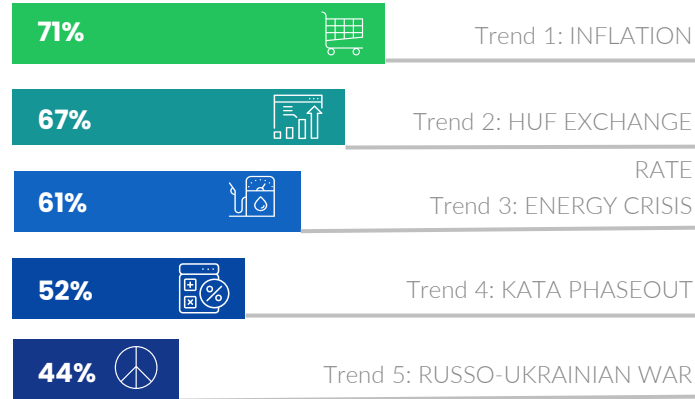 71%
Trend 1: INFLATION
67%
Trend 2: HUF EXCHANGE
RATE
61%
Trend 3: ENERGY CRISIS
52%
Trend 4: KATA PHASEOUT
44%
Trend 5: RUSSO-UKRAINIAN WAR